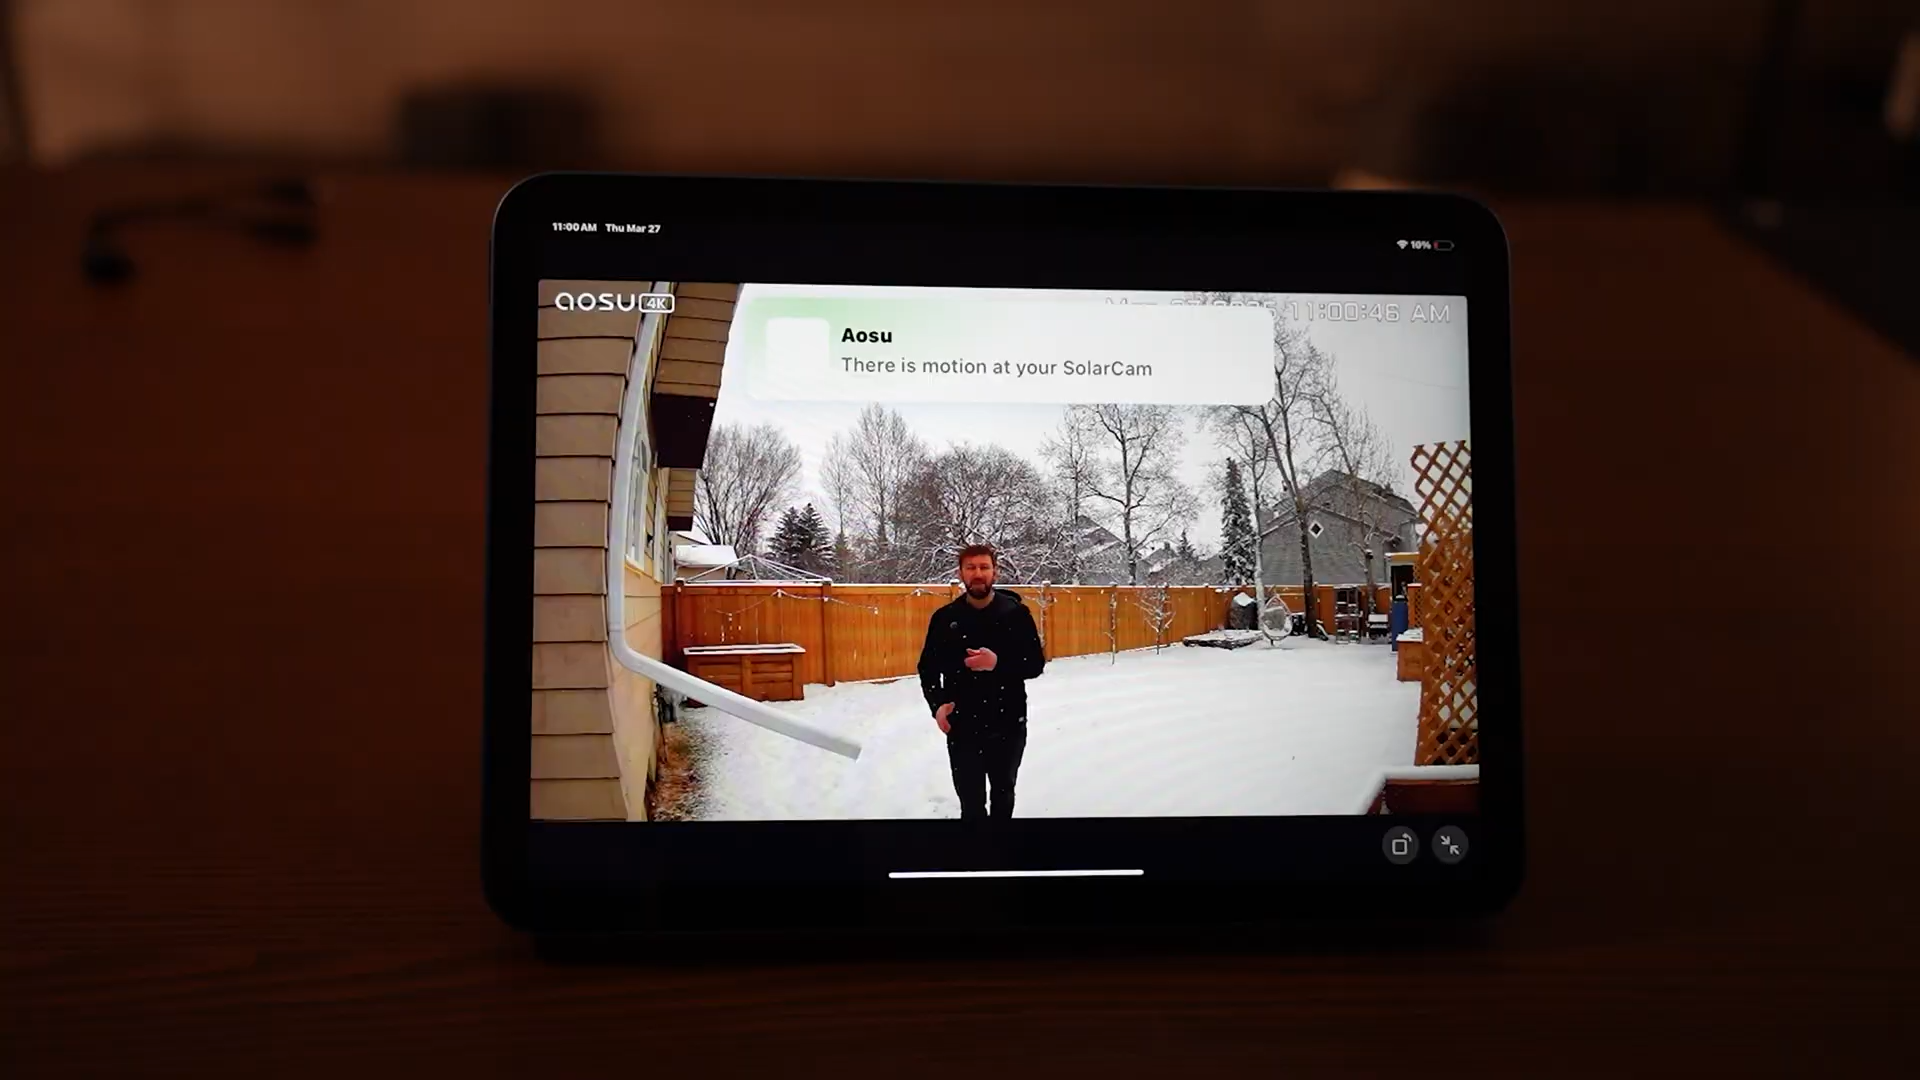 11:00 AM Thu Mar 27
10%
aosu 4K
11:00:46 AM
Aosu
There is motion at your SolarCam